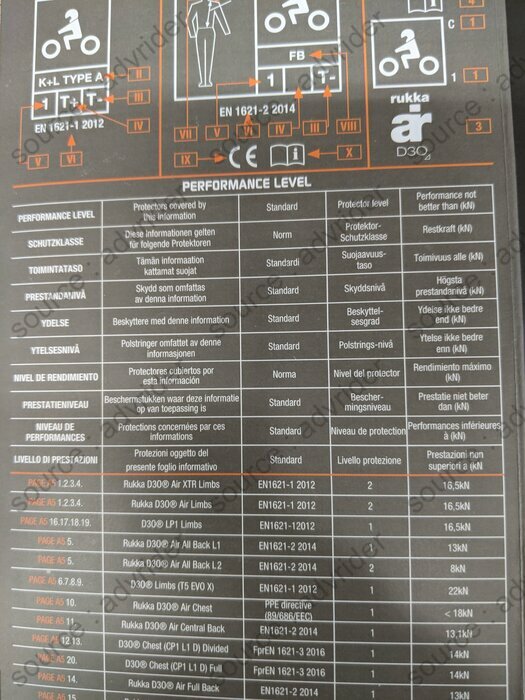 K+L TYPE A
II
1 T+ T-
III
EN 1621-1 2012
IV
V
VI
FB
1 T-
EN 1621-2 2014
VII
V
VI
IV
III
VIII
IX
CE
i
X
4
C 1
1 1
rukka
air
D3O
3
PERFORMANCE LEVEL
PERFORMANCE LEVEL Protectors covered by this information Standard Protector level Performance not better than (kN)
SCHUTZKLASSE Diese Informationen gelten für folgende Protektoren Norm Protektor-Schutzklasse Restkraft (kN)
TOIMINTATASO Tämän informaation kattamat suojat Standardi Suojaavuus-taso Toimivuus alle (kN)
PRESTANDANIVÅ Skydd som omfattas av denna information Standard Skyddsnivå Högsta prestandanivå (kN)
YDELSE Beskyttere med denne information Standard Beskyttel-sesgrad Ydelse ikke bedre end (kN)
YTELSESNIVÅ Polstringer omfattet av denne informasjonen Standard Polstrings-nivå Ytelse ikke bedre enn (kN)
NIVEL DE RENDIMIENTO Protectores cubiertos por esta información Norma Nivel del protector Rendimiento máximo (kN)
PRESTATIENIVEAU Beschermstukken waar deze informatie op van toepassing is Standard Bescher-mingsniveau Prestatie niet beter dan (kN)
NIVEAU DE PERFORMANCES Protections concernées par ces informations Standard Niveau de protection Performances inférieures à (kN)
LIVELLO DI PRESTAZIONI Protezioni oggetto del presente foglio informativo Standard Livello protezione Prestazioni non superiori a (kN)
PAGE A5 1.2.3.4. Rukka D3O® Air XTR Limbs EN1621-1 2012 2 16,5kN
PAGE A5 1.2.3.4. Rukka D3O® Air Limbs EN1621-1 2012 2 16,5kN
PAGE A5 16.17.18.19. D3O® LP1 Limbs EN1621-12012 1 16,5kN
PAGE A5 5. Rukka D3O® Air All Back L1 EN1621-2 2014 1 13kN
PAGE A5 5. Rukka D3O® Air All Back L2 EN1621-2 2014 2 8kN
PAGE A5 6.7.8.9. D3O® Limbs (T5 EVO X) EN1621-1 2012 1 22kN
PAGE A5 10. Rukka D3O® Air Chest PPE directive (89/686/EEC) 1 < 18kN
PAGE A5 11. Rukka D3O® Air Central Back EN1621-2 2014 1 13,1kN
PAGE A5 12.13. D3O® Chest (CP1 L1 D) Divided FprEN 1621-3 2016 1 14kN
PAGE A5 20. D3O® Chest (CP1 L1 D) Full FprEN 1621-3 2016 1 14kN
PAGE A5 14. Rukka D3O® Air Full Back EN1621-2 2014 1 13kN
PAGE A5 15.
source : advrider